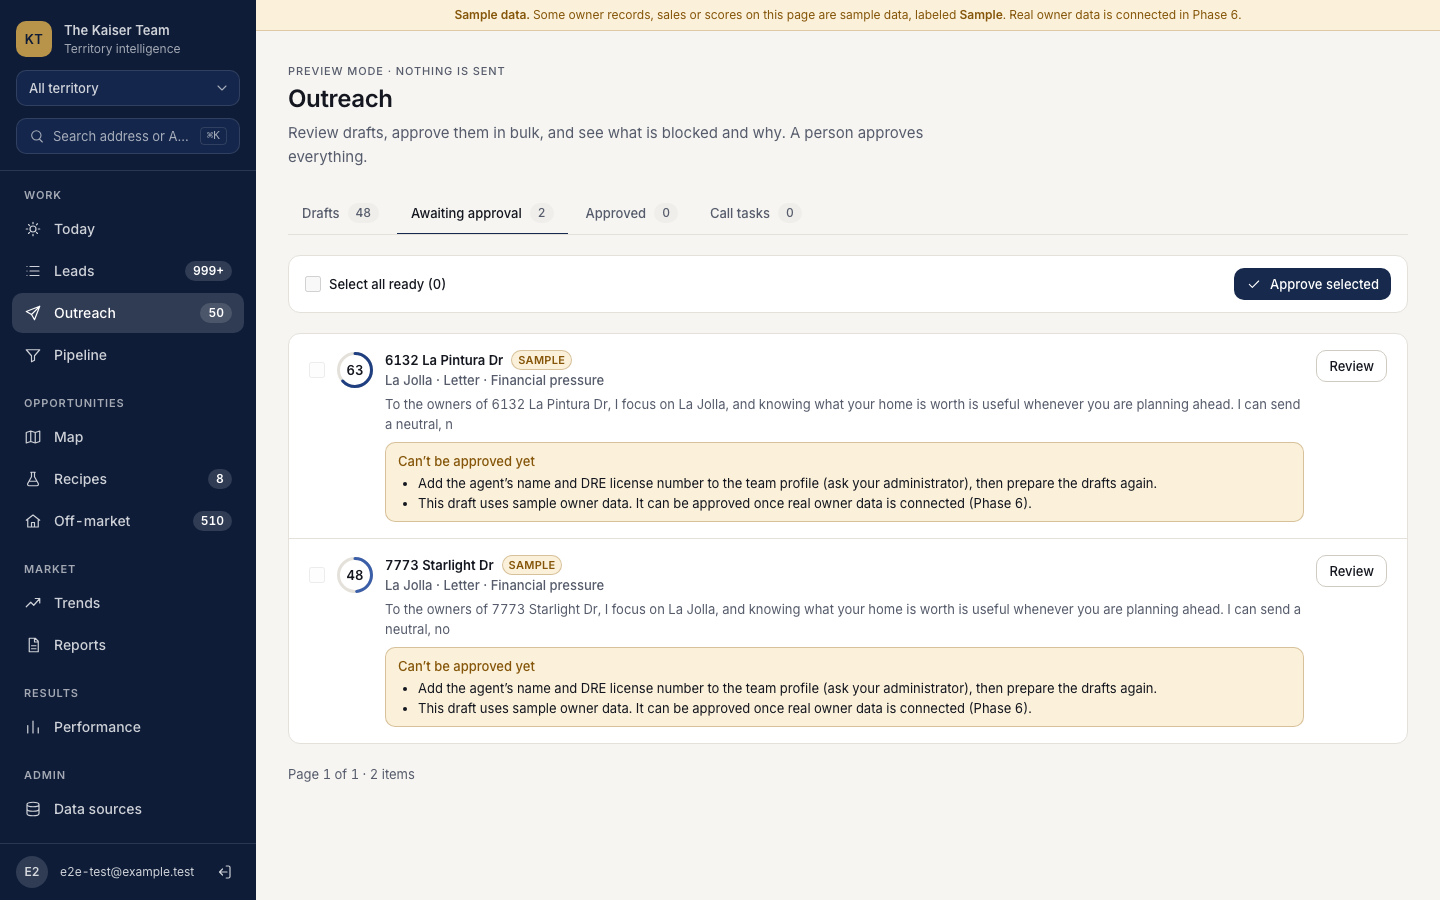 KT
The Kaiser Team
Territory intelligence
All territory
Search address or A... ⌘K
WORK
Today
Leads 999+
Outreach 50
Pipeline
OPPORTUNITIES
Map
Recipes 8
Off-market 510
MARKET
Trends
Reports
RESULTS
Performance
ADMIN
Data sources
E2 e2e-test@example.test
Sample data. Some owner records, sales or scores on this page are sample data, labeled Sample. Real owner data is connected in Phase 6.
PREVIEW MODE · NOTHING IS SENT
Outreach
Review drafts, approve them in bulk, and see what is blocked and why. A person approves
everything.
Drafts 48 Awaiting approval 2 Approved 0 Call tasks 0
Select all ready (0) Approve selected
63 6132 La Pintura Dr SAMPLE Review
La Jolla · Letter · Financial pressure
To the owners of 6132 La Pintura Dr, I focus on La Jolla, and knowing what your home is worth is useful whenever you are planning ahead. I can send
a neutral, n
Can’t be approved yet
• Add the agent’s name and DRE license number to the team profile (ask your administrator), then prepare the drafts again.
• This draft uses sample owner data. It can be approved once real owner data is connected (Phase 6).
48 7773 Starlight Dr SAMPLE Review
La Jolla · Letter · Financial pressure
To the owners of 7773 Starlight Dr, I focus on La Jolla, and knowing what your home is worth is useful whenever you are planning ahead. I can send a
neutral, no
Can’t be approved yet
• Add the agent’s name and DRE license number to the team profile (ask your administrator), then prepare the drafts again.
• This draft uses sample owner data. It can be approved once real owner data is connected (Phase 6).
Page 1 of 1 · 2 items